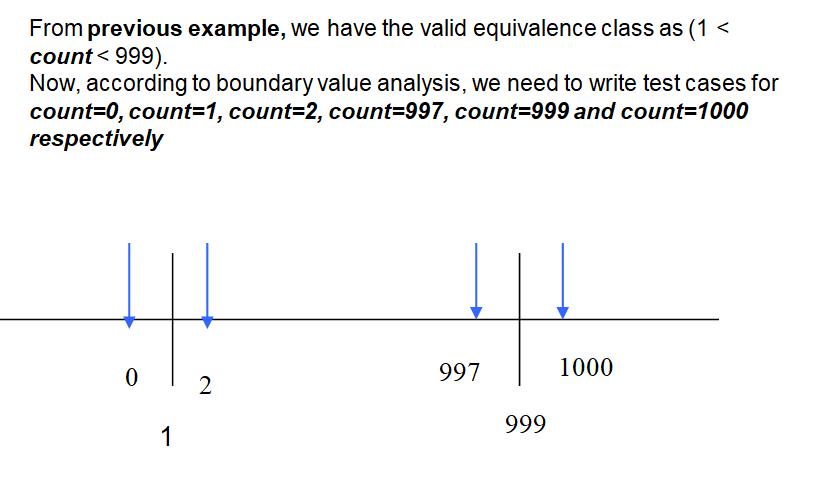 From previous example, we have the valid equivalence class as (1 <
count < 999).
Now, according to boundary value analysis, we need to write test cases for
count=0, count=1, count=2, count=997, count=999 and count=1000
respectively
0
2
997
1000
1
999